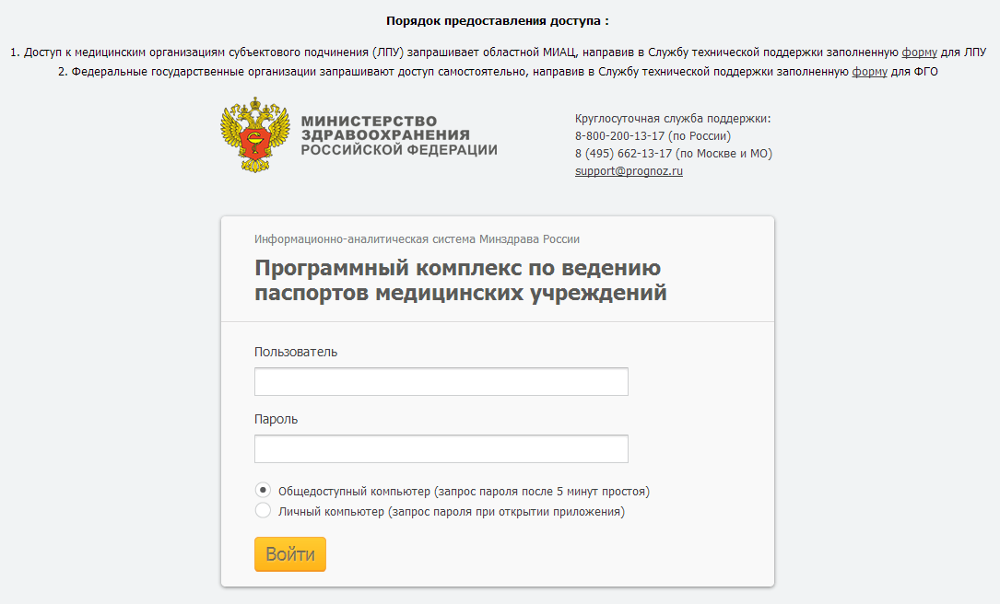 Порядок предоставления доступа :
1. Доступ к медицинским организациям субъектового подчинения (ЛПУ) запрашивает областной МИАЦ, направив в Службу технической поддержки заполненную форму для ЛПУ
2. Федеральные государственные организации запрашивают доступ самостоятельно, направив в Службу технической поддержки заполненную форму для ФГО
МИНИСТЕРСТВО
ЗДРАВООХРАНЕНИЯ
РОССИЙСКОЙ ФЕДЕРАЦИИ
Круглосуточная служба поддержки:
8-800-200-13-17 (по России)
8 (495) 662-13-17 (по Москве и МО)
support@prognoz.ru
Информационно-аналитическая система Минздрава России
Программный комплекс по ведению
паспортов медицинских учреждений
Пользователь
Пароль
Общедоступный компьютер (запрос пароля после 5 минут простоя)
Личный компьютер (запрос пароля при открытии приложения)
Войти